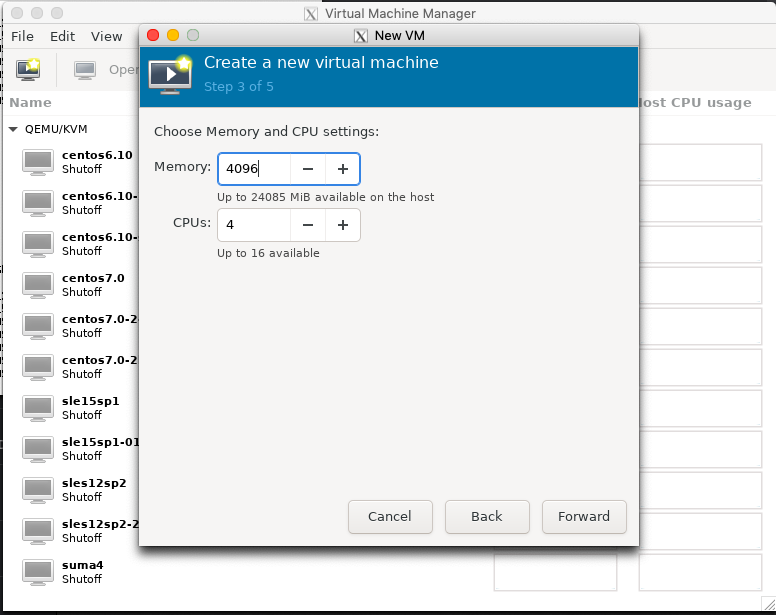 Virtual Machine Manager
File Edit View
New VM
Create a new virtual machine
Step 3 of 5
Name
CPU usage
QEMU/KVM
centos6.10
Shutoff
centos6.10-
Shutoff
centos6.10-
Shutoff
centos7.0
Shutoff
centos7.0-2
Shutoff
centos7.0-2
Shutoff
sle15sp1
Shutoff
sle15sp1-01
Shutoff
sles12sp2
Shutoff
sles12sp2-2
Shutoff
suma4
Shutoff
Choose Memory and CPU settings:
Memory: 4096 − +
Up to 24085 MiB available on the host
CPUs: 4 − +
Up to 16 available
Cancel Back Forward